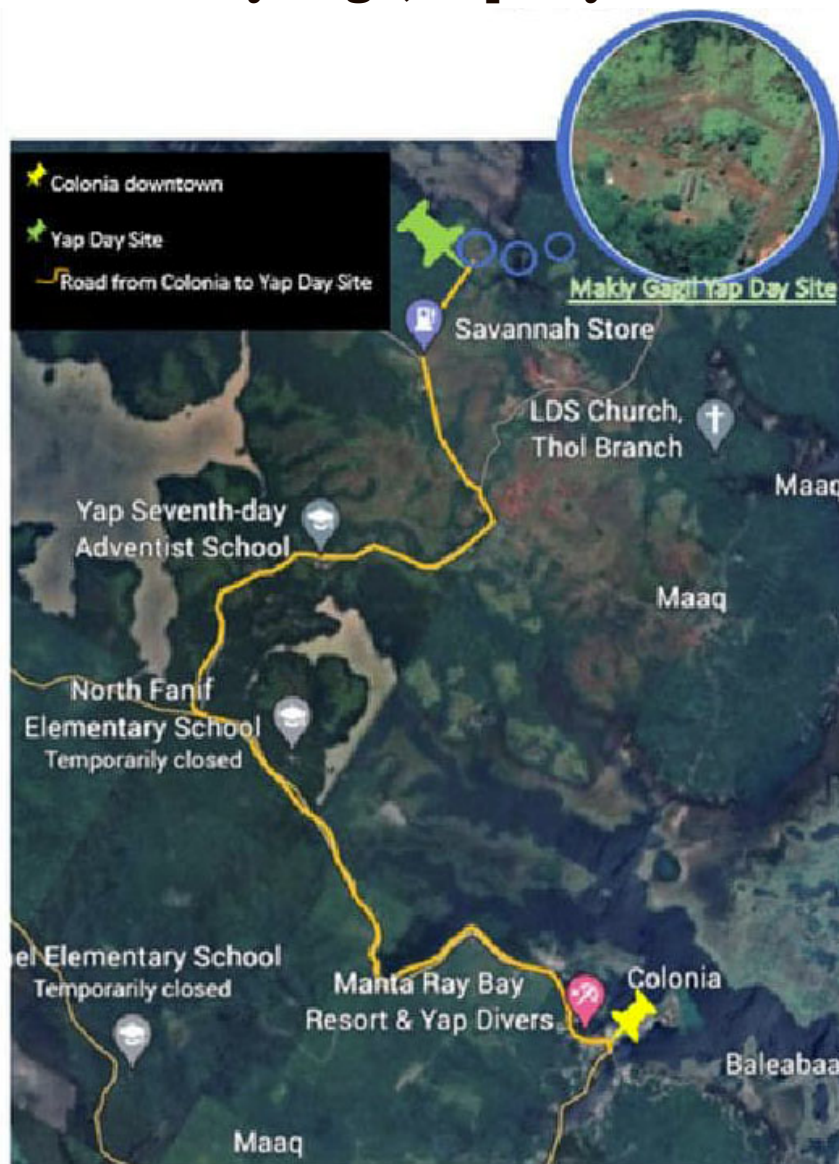 Colonia downtown
Yap Day Site
Road from Colonia to Yap Day Site
Makiy Gagil Yap Day Site
Savannah Store
LDS Church,
Thol Branch
Maaq
Yap Seventh-day
Adventist School
Maaq
North Fanif
Elementary School
Temporarily closed
el Elementary School
Temporarily closed
Manta Ray Bay
Resort & Yap Divers
Colonia
Baleabaa
Maaq